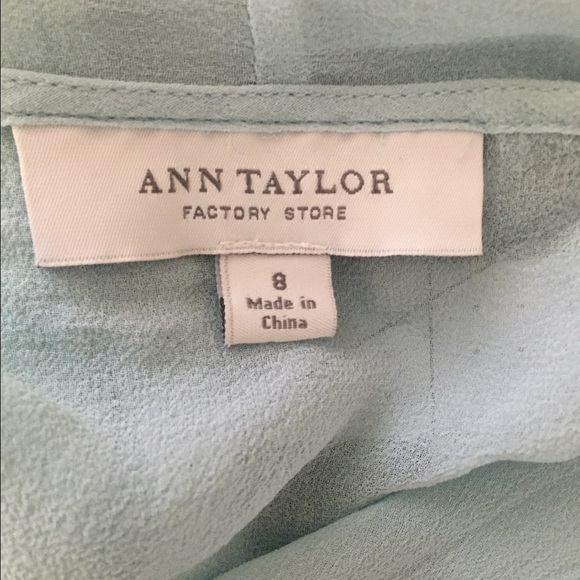 ANN TAYLOR
FACTORY STORE
8
Made in
China